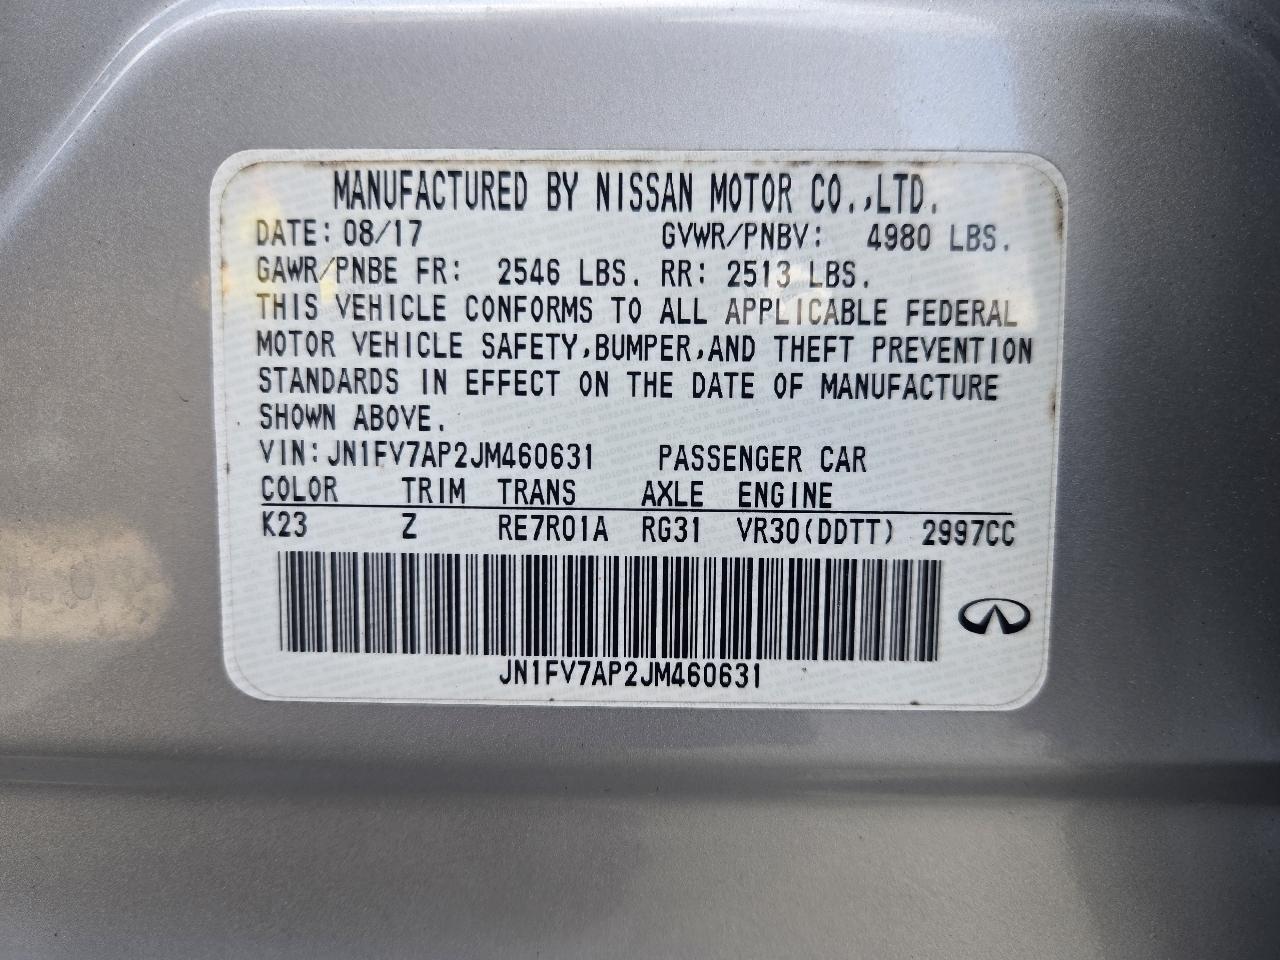 MANUFACTURED BY NISSAN MOTOR CO.,LTD.
DATE: 08/17 GVWR/PNBV: 4980 LBS.
GAWR/PNBE FR: 2546 LBS. RR: 2513 LBS.
THIS VEHICLE CONFORMS TO ALL APPLICABLE FEDERAL
MOTOR VEHICLE SAFETY,BUMPER,AND THEFT PREVENTION
STANDARDS IN EFFECT ON THE DATE OF MANUFACTURE
SHOWN ABOVE.
VIN:JN1FV7AP2JM460631 PASSENGER CAR
COLOR TRIM TRANS AXLE ENGINE
K23 Z RE7R01A RG31 VR30(DDTT) 2997CC
JN1FV7AP2JM460631